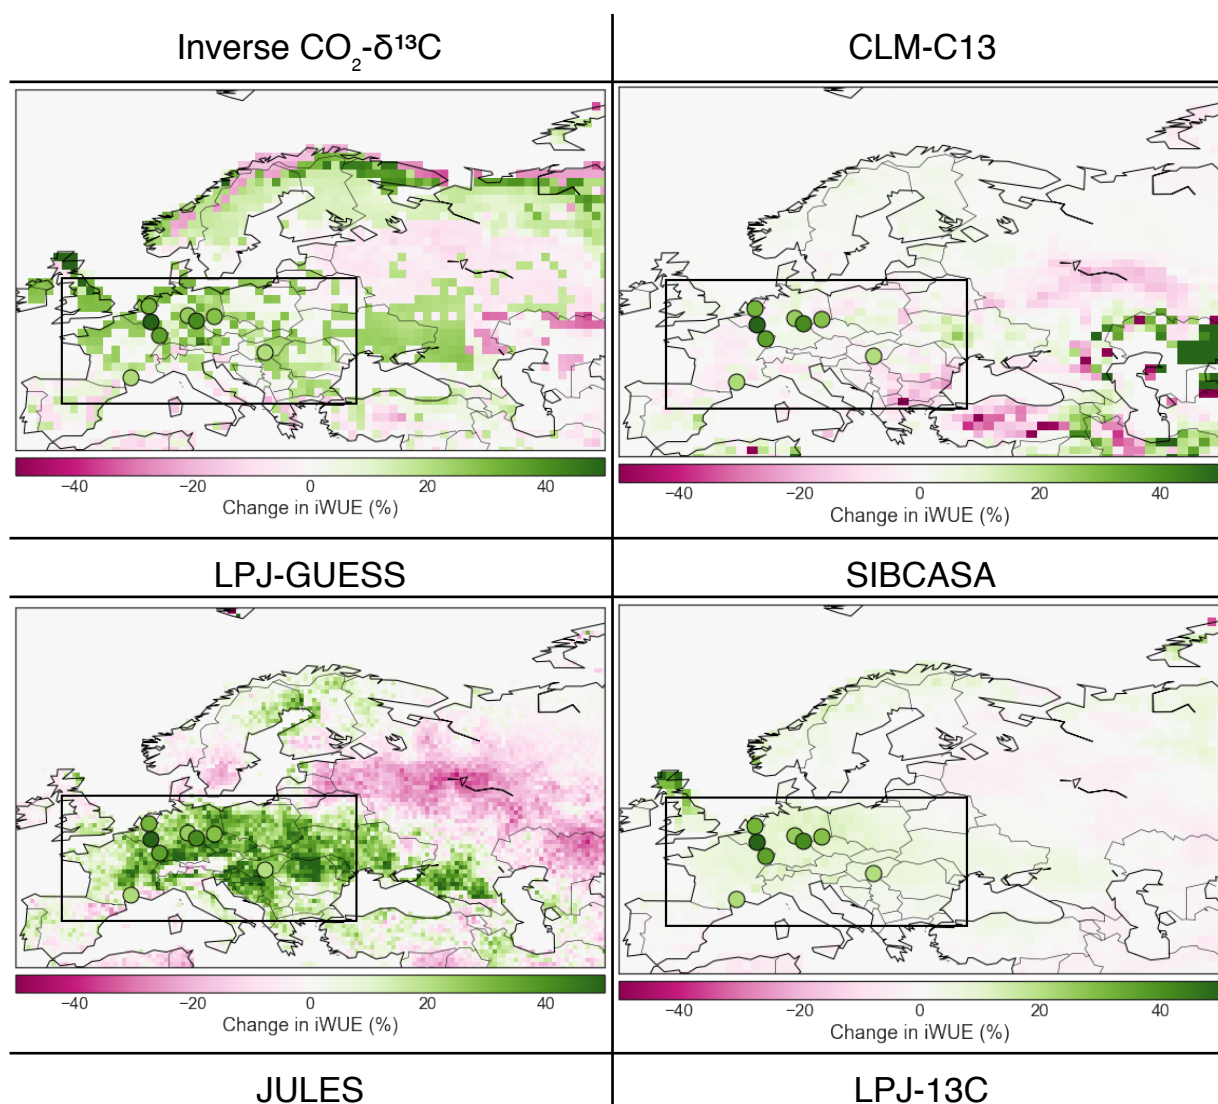 Inverse CO₂-δ¹³C
CLM-C13
−40 −20 0 20 40
Change in iWUE (%)
−40 −20 0 20 40
Change in iWUE (%)
LPJ-GUESS
SIBCASA
−40 −20 0 20 40
Change in iWUE (%)
−40 −20 0 20 40
Change in iWUE (%)
JULES
LPJ-13C